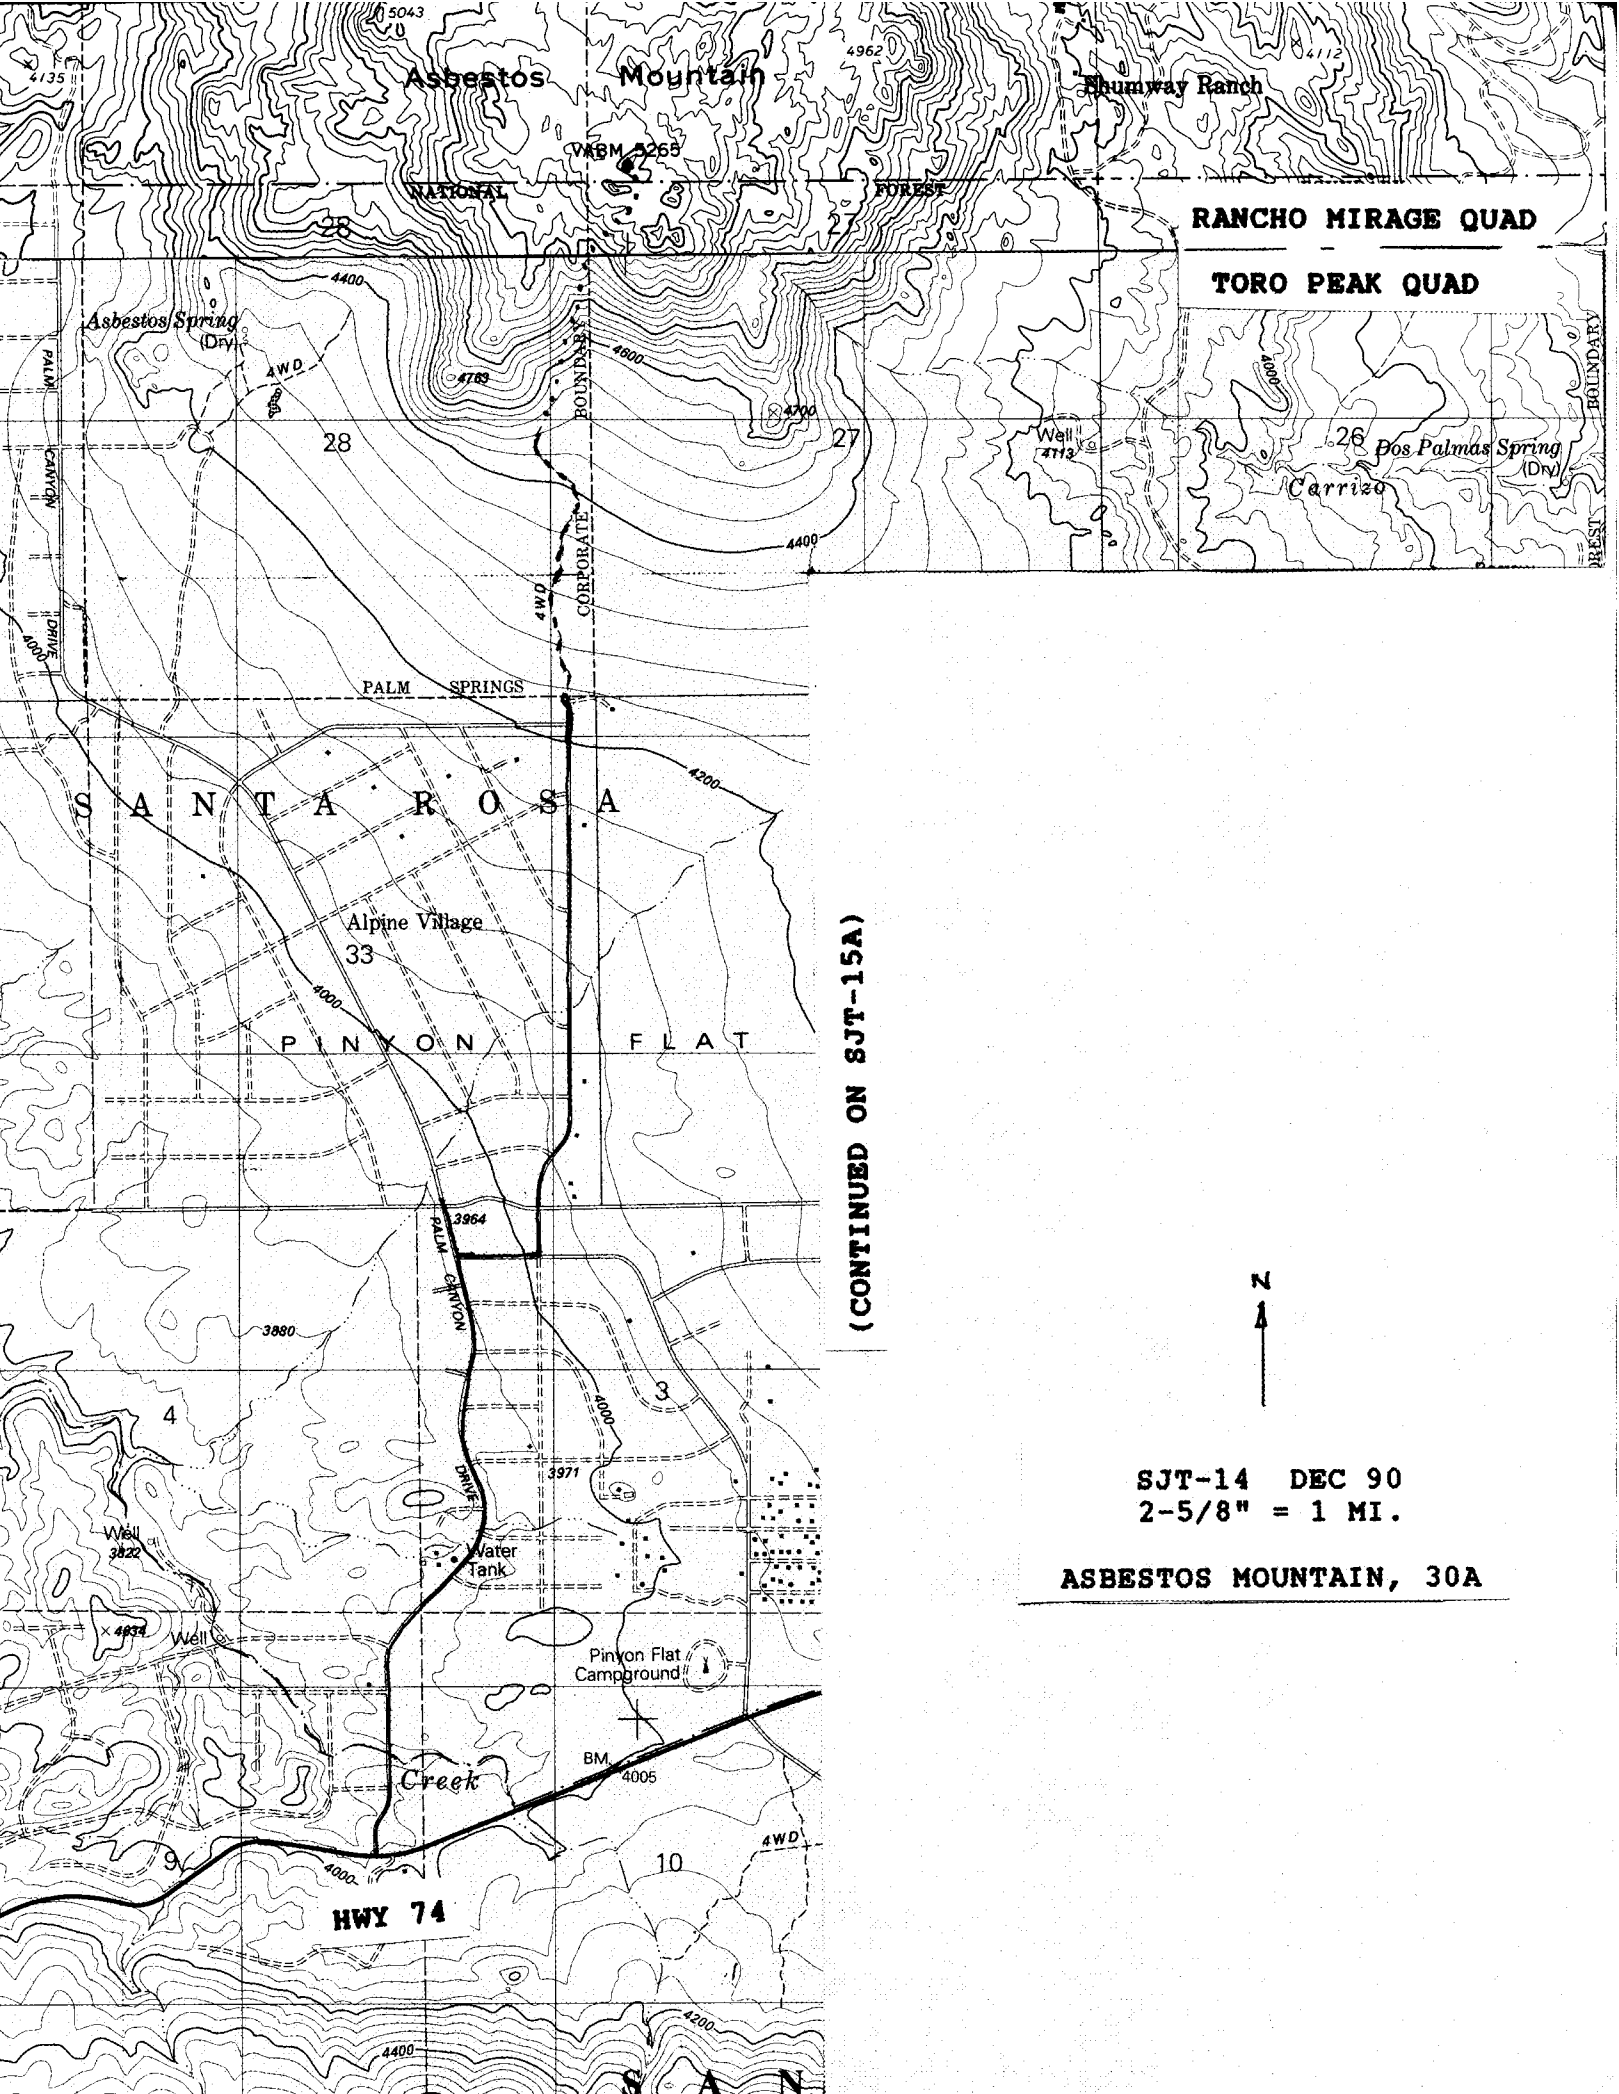 5043
4962
4112
4135
Asbestos Mountain
Shumway Ranch
VABM 5265
NATIONAL FOREST
28
27
RANCHO MIRAGE QUAD
TORO PEAK QUAD
4400
Asbestos Spring
(Dry)
4WD
PALM
CANYON
DRIVE
4763
BOUNDARY
4600
4700
4000
BOUNDARY
28
27
Well
4113
26
Dos Palmas Spring
(Dry)
Carrizo
4400
CORPORATE
4WD
4000
PALM SPRINGS
4200
SANTA ROSA
Alpine Village
33
4000
PINYON FLAT
(CONTINUED ON SJT-15A)
3964
PALM
CANYON
DRIVE
3880
4
3
4000
3971
N
SJT-14 DEC 90
2-5/8" = 1 MI.
ASBESTOS MOUNTAIN, 30A
Well
3822
Water
Tank
Well
Pinyon Flat
Campground
BM
4005
Creek
9
10
4WD
4000
HWY 74
4200
4400
S A N